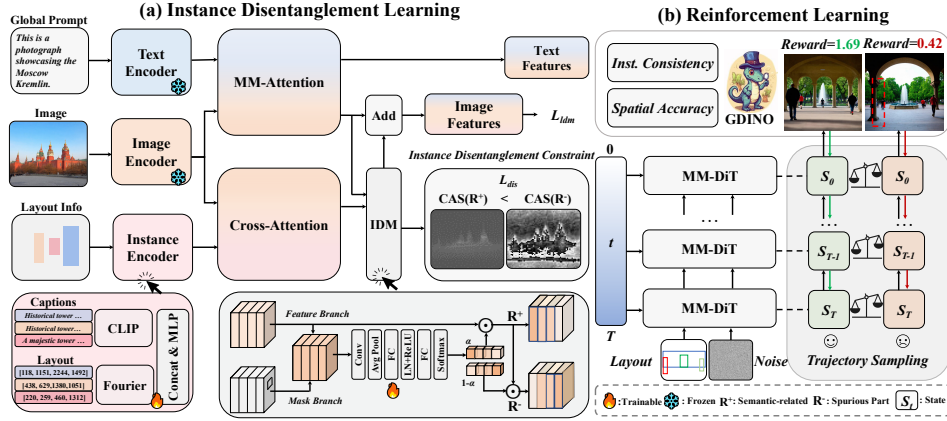 (a) Instance Disentanglement Learning
Global Prompt
This is a
photograph
showcasing the
Moscow
Kremlin.
Text
Encoder
MM-Attention
Text
Features
Image
Image
Encoder
Add
Image
Features
L_ldm
Cross-Attention
IDM
Instance Disentanglement Constraint
L_dis
CAS(R+) < CAS(R-)
Layout Info
Instance
Encoder
Captions
Historical tower ...
Historical tower...
A majestic tower ...
CLIP
Layout
[118, 1151, 2244, 1492]
[438, 629,1380,1051]
[220, 259, 460, 1312]
Fourier
Concat & MLP
Feature Branch
Mask Branch
Conv
Avg Pool
FC
LN+ReLU
FC
Softmax
α
1-α
R+
R-
(b) Reinforcement Learning
Inst. Consistency
Spatial Accuracy
GDINO
Reward=1.69
Reward=0.42
0
t
T
MM-DiT
...
MM-DiT
MM-DiT
S_0
S_0
...
...
S_T-1
S_T-1
S_T
S_T
Layout
Noise
Trajectory Sampling
:Trainable
: Frozen
R+: Semantic-related
R-: Spurious Part
S_t : State